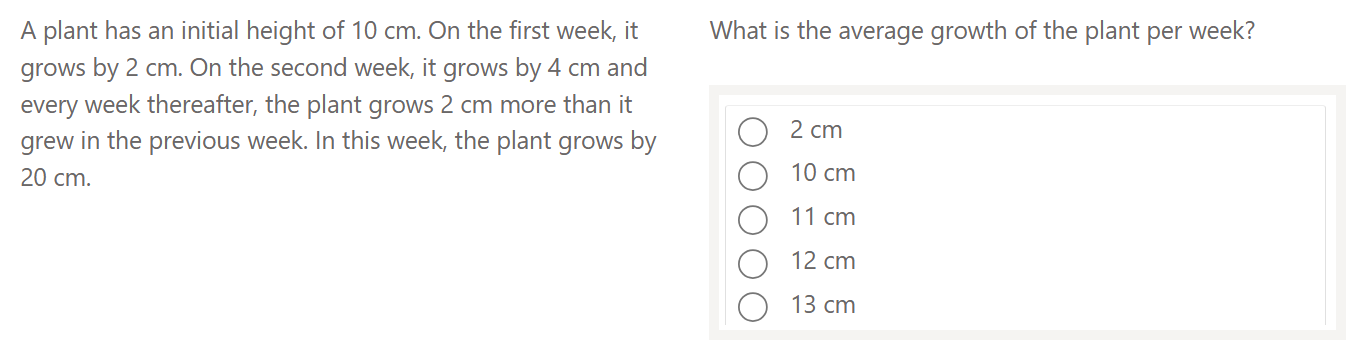 A plant has an initial height of 10 cm. On the first week, it
grows by 2 cm. On the second week, it grows by 4 cm and
every week thereafter, the plant grows 2 cm more than it
grew in the previous week. In this week, the plant grows by
20 cm.
What is the average growth of the plant per week?
2 cm
10 cm
11 cm
12 cm
13 cm